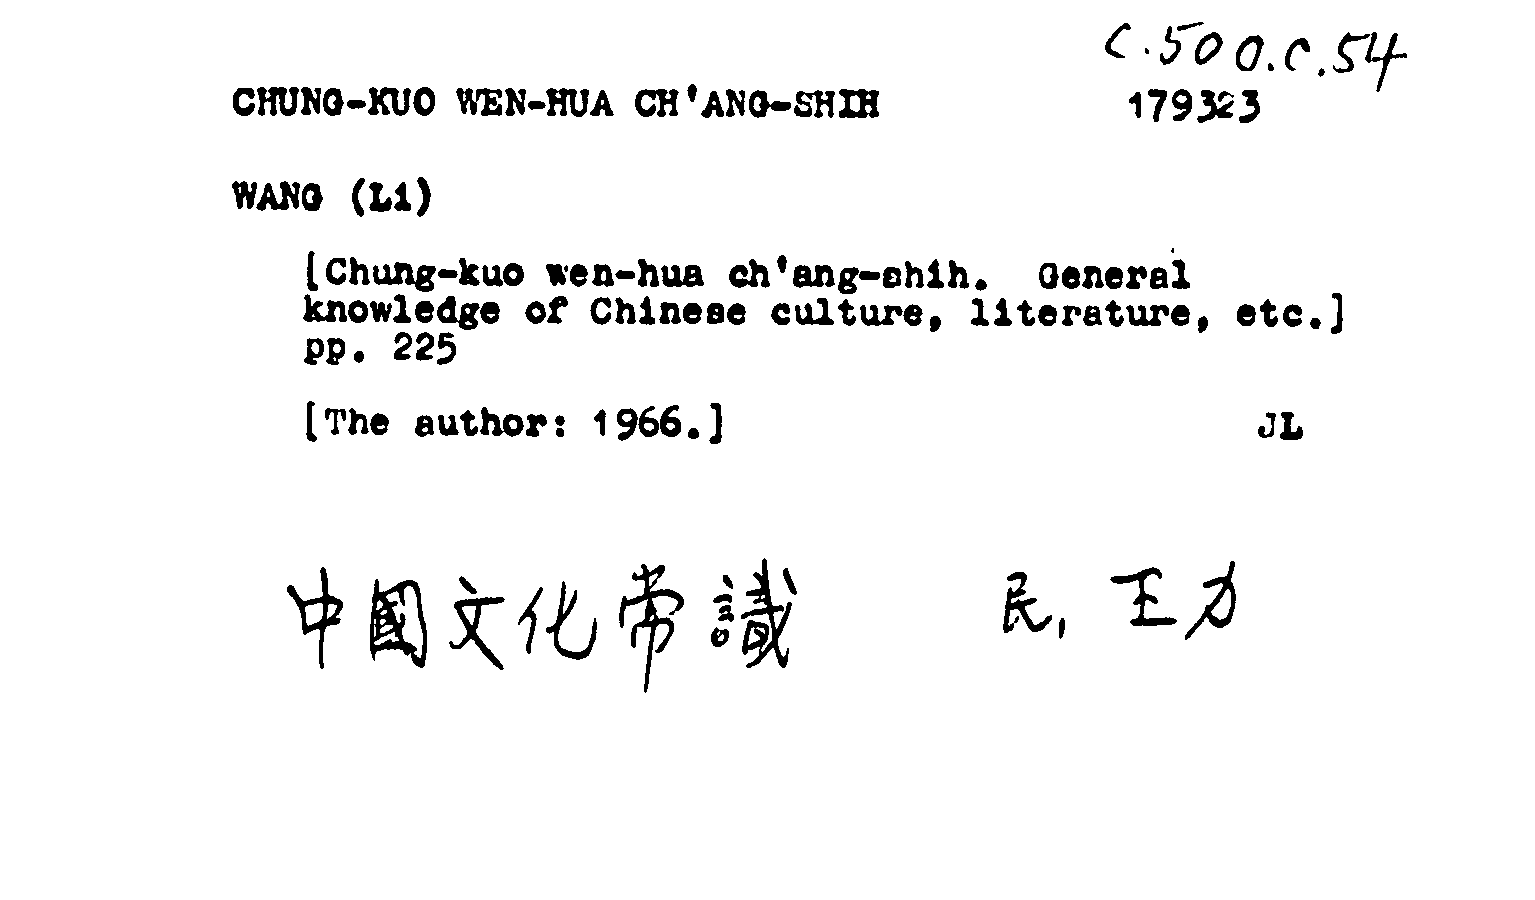 C.500.C.54
CHUNG-KUO WEN-HUA CH'ANG-SHIH 179323
WANG (Li)
[Chung-kuo wen-hua ch'ang-shih. General
knowledge of Chinese culture, literature, etc.]
pp. 225
[The author: 1966.] JL
中國文化常識 民, 王力